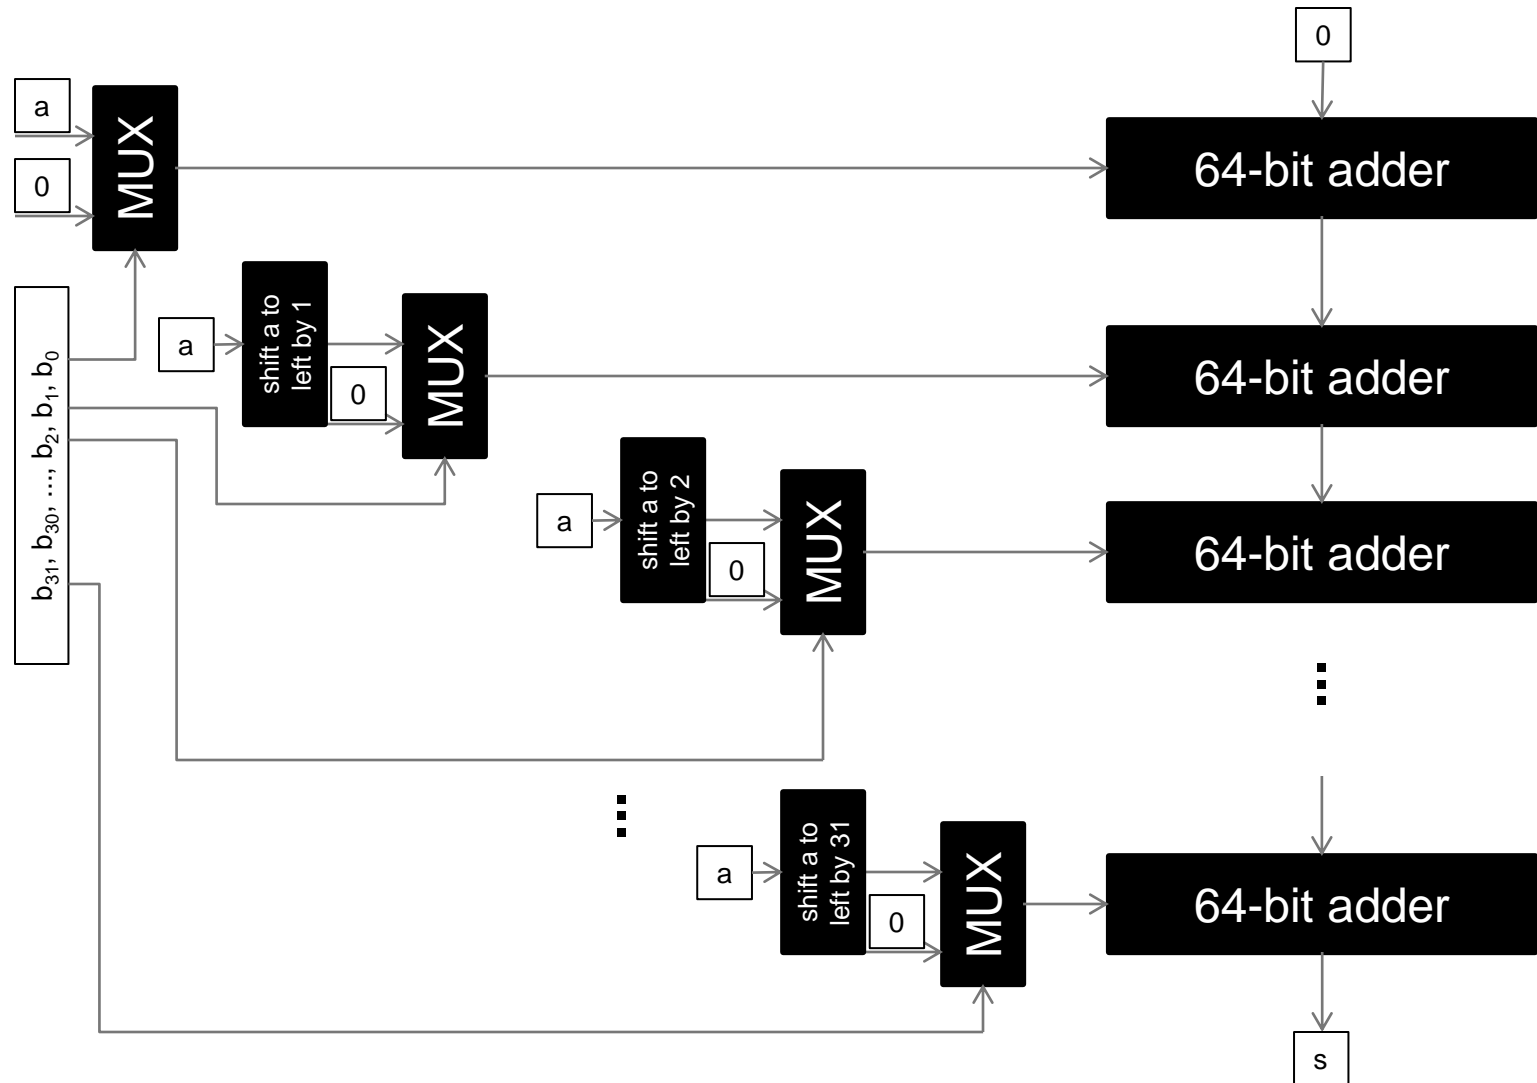 0
a
MUX
64-bit adder
0
b₃₁, b₃₀, ..., b₂, b₁, b₀
a
shift a to
left by 1
0
MUX
64-bit adder
a
shift a to
left by 2
0
MUX
64-bit adder
a
shift a to
left by 31
0
MUX
64-bit adder
s